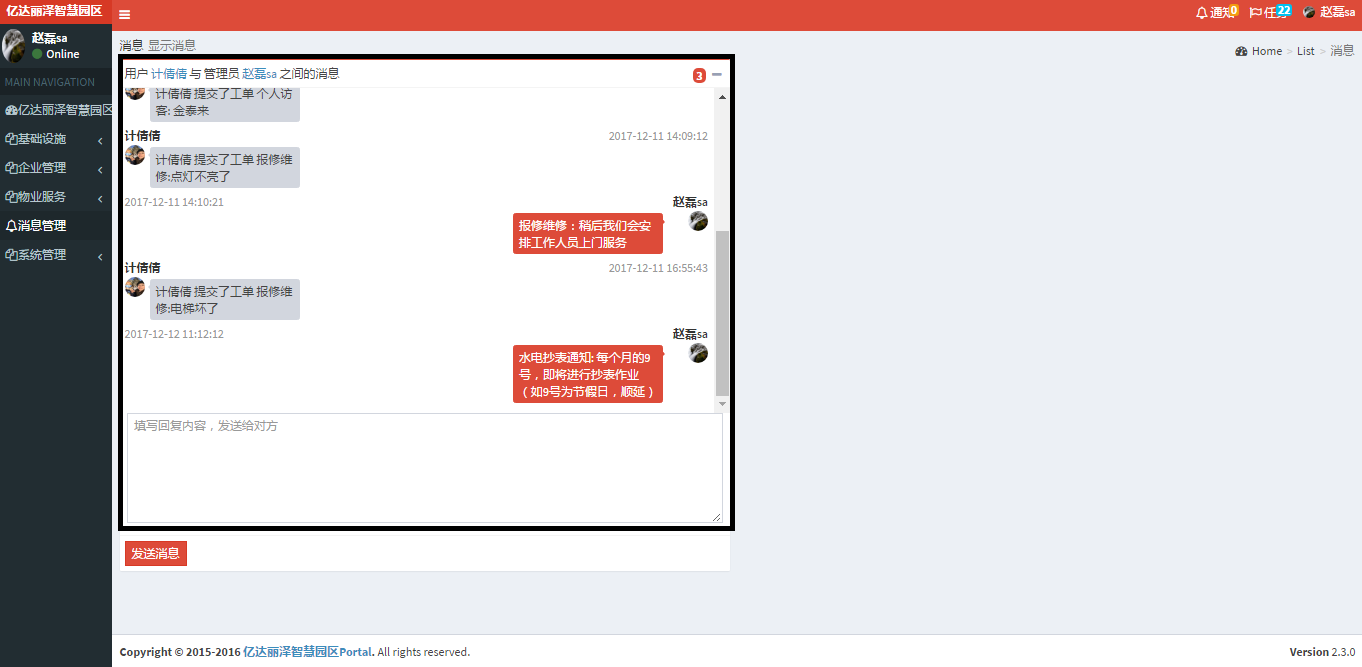 亿达丽泽智慧园区
通知 0
任务 22
赵磊sa
赵磊sa
Online
MAIN NAVIGATION
亿达丽泽智慧园区
基础设施
企业管理
物业服务
消息管理
系统管理
消息 显示消息
Home > List > 消息
用户 计倩倩 与 管理员 赵磊sa 之间的消息
3
计倩倩 提交了工单 个人访
客: 金泰来
计倩倩 2017-12-11 14:09:12
计倩倩 提交了工单 报修维
修:点灯不亮了
2017-12-11 14:10:21 赵磊sa
报修维修：稍后我们会安
排工作人员上门服务
计倩倩 2017-12-11 16:55:43
计倩倩 提交了工单 报修维
修:电梯坏了
2017-12-12 11:12:12 赵磊sa
水电抄表通知: 每个月的9
号，即将进行抄表作业
（如9号为节假日，顺延）
填写回复内容，发送给对方
发送消息
Copyright © 2015-2016 亿达丽泽智慧园区Portal. All rights reserved.
Version 2.3.0